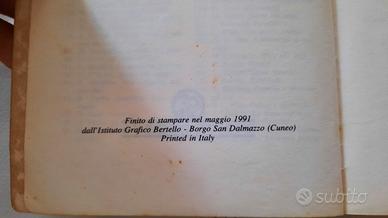 Finito di stampare nel maggio 1991
dall'Istituto Grafico Bertello - Borgo San Dalmazzo (Cuneo)
Printed in Italy
subito